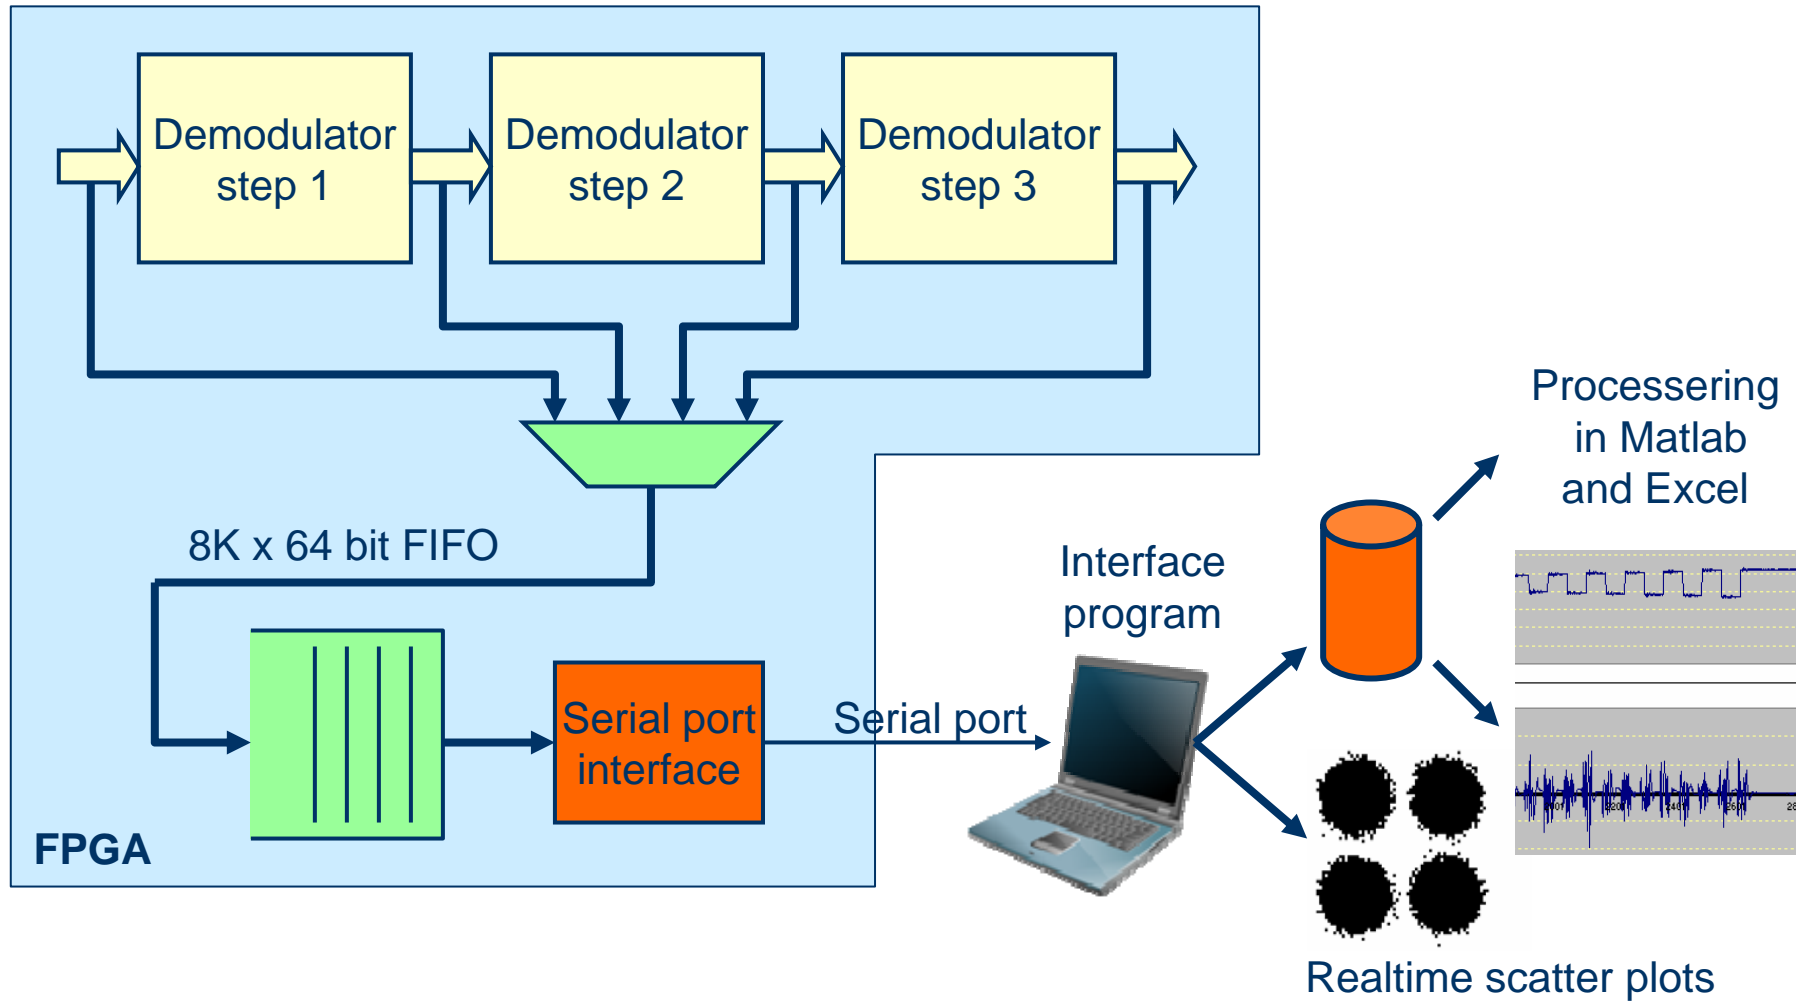 Demodulator
step 1
Demodulator
step 2
Demodulator
step 3
8K x 64 bit FIFO
Serial port
interface
FPGA
Serial port
Interface
program
Processering
in Matlab
and Excel
Realtime scatter plots